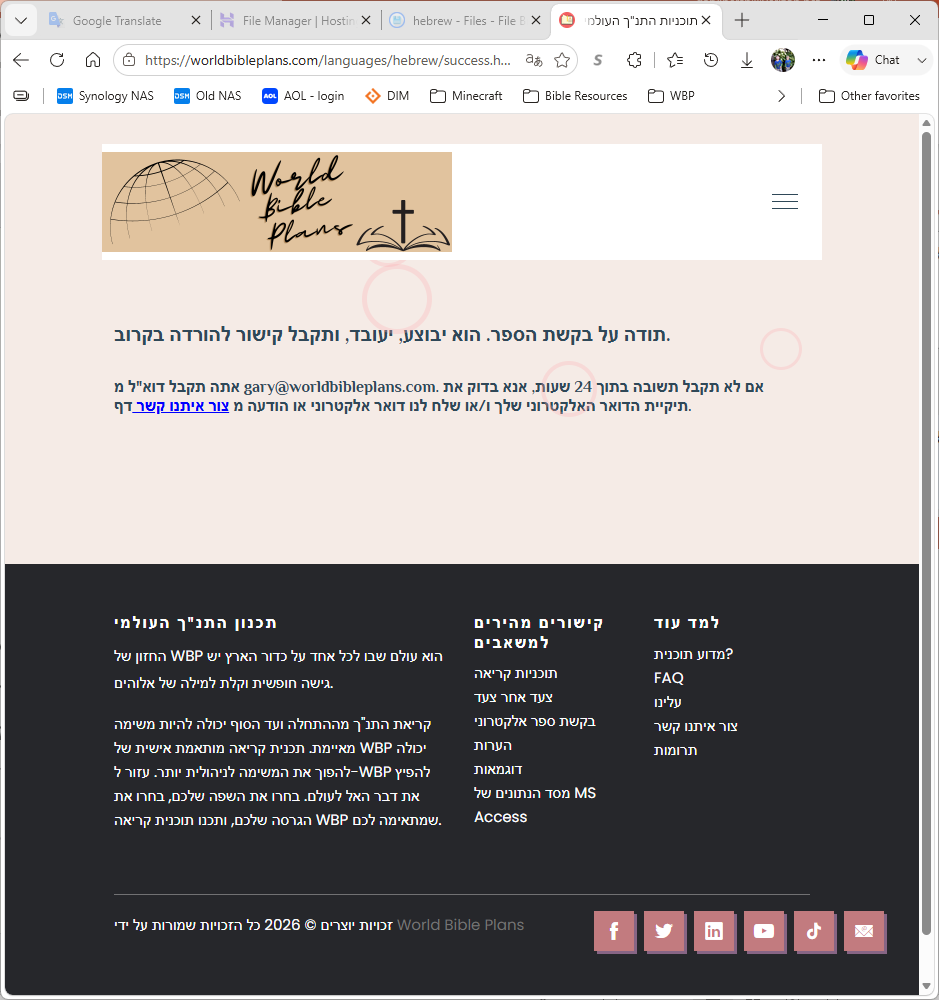 Google Translate
File Manager | Hostin
hebrew - Files - File B
תוכניות התנ"ך העולמי
https://worldbibleplans.com/languages/hebrew/success.h...
Chat
Synology NAS
Old NAS
AOL - login
DIM
Minecraft
Bible Resources
WBP
Other favorites
World
Bible
Plans
תודה על בקשת הספר. הוא יבוצע, יעובד, ותקבל קישור להורדה בקרוב.
אתה תקבל דוא"ל מ gary@worldbibleplans.com. אם לא תקבל תשובה בתוך 24 שעות, אנא בדוק את
תיקיית הדואר האלקטרוני שלך ו/או שלח לנו דואר אלקטרוני או הודעה מ צור איתנו קשר דף.
תכנון התנ"ך העולמי
החזון של WBP הוא עולם שבו לכל אחד על כדור הארץ יש
גישה חופשית וקלת למילה של אלוהים.
קריאת התנ"ך מההתחלה ועד הסוף יכולה להיות משימה
מאיימת. תכנית קריאה מותאמת אישית של WBP יכולה
להפוך את המשימה לניהולית יותר. עזור ל-WBP להפיץ
את דבר האל לעולם. בחרו את השפה שלכם, בחרו את
הגרסה שלכם, ותכנו תוכנית קריאה WBP שמתאימה לכם.
קישורים מהירים
למשאבים
תוכניות קריאה
צעד אחר צעד
בקשת ספר אלקטרוני
הערות
דוגמאות
מסד הנתונים של MS
Access
למד עוד
מדוע תוכנית?
FAQ
עלינו
צור איתנו קשר
תרומות
זכויות יוצרים © 2026 כל הזכויות שמורות על ידי World Bible Plans